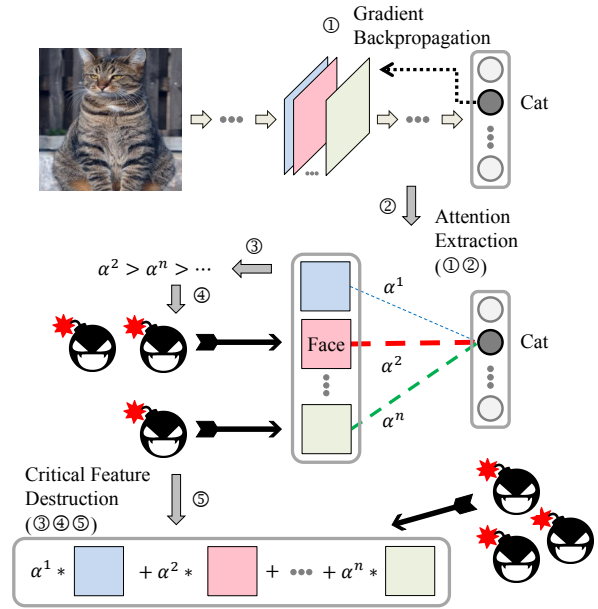 ① Gradient
Backpropagation
Cat
②
Attention
Extraction
(①②)
③
α² > αⁿ > ···
④
α¹
Face
α²
Cat
αⁿ
Critical Feature
Destruction
(③④⑤)
⑤
α¹ * + α² * + ··· + αⁿ *